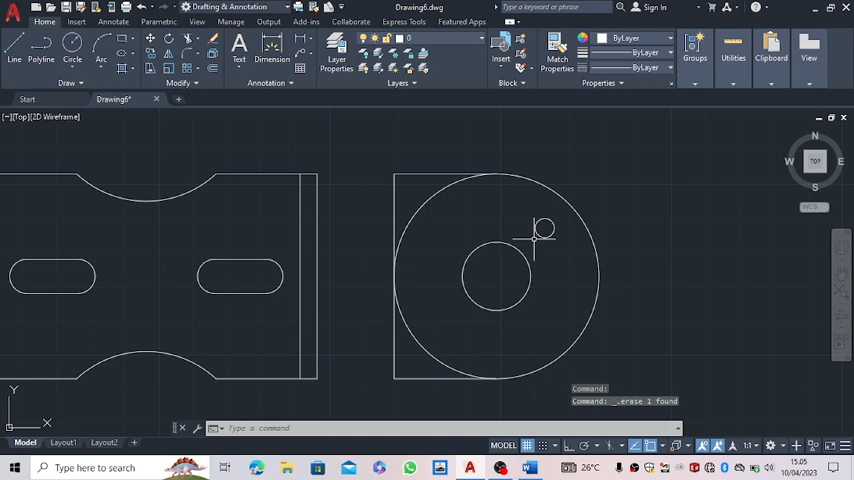 Drafting & Annotation
Share
Drawing6.dwg
Type a keyword or phrase
Sign In
Home
Insert
Annotate
Parametric
View
Manage
Output
Add-ins
Collaborate
Express Tools
Featured Apps
Line
Polyline
Circle
Arc
Text
Dimension
Layer
Properties
0
Insert
Match
Properties
ByLayer
ByLayer
ByLayer
Groups
Utilities
Clipboard
View
Draw
Modify
Annotation
Layers
Block
Properties
Start
Drawing6*
[−][Top][2D Wireframe]
N
W
TOP
E
S
WCS
Y
X
Command:
Command: _.erase 1 found
Type a command
Model
Layout1
Layout2
MODEL
1:1
Type here to search
26°C
15.05
10/04/2023